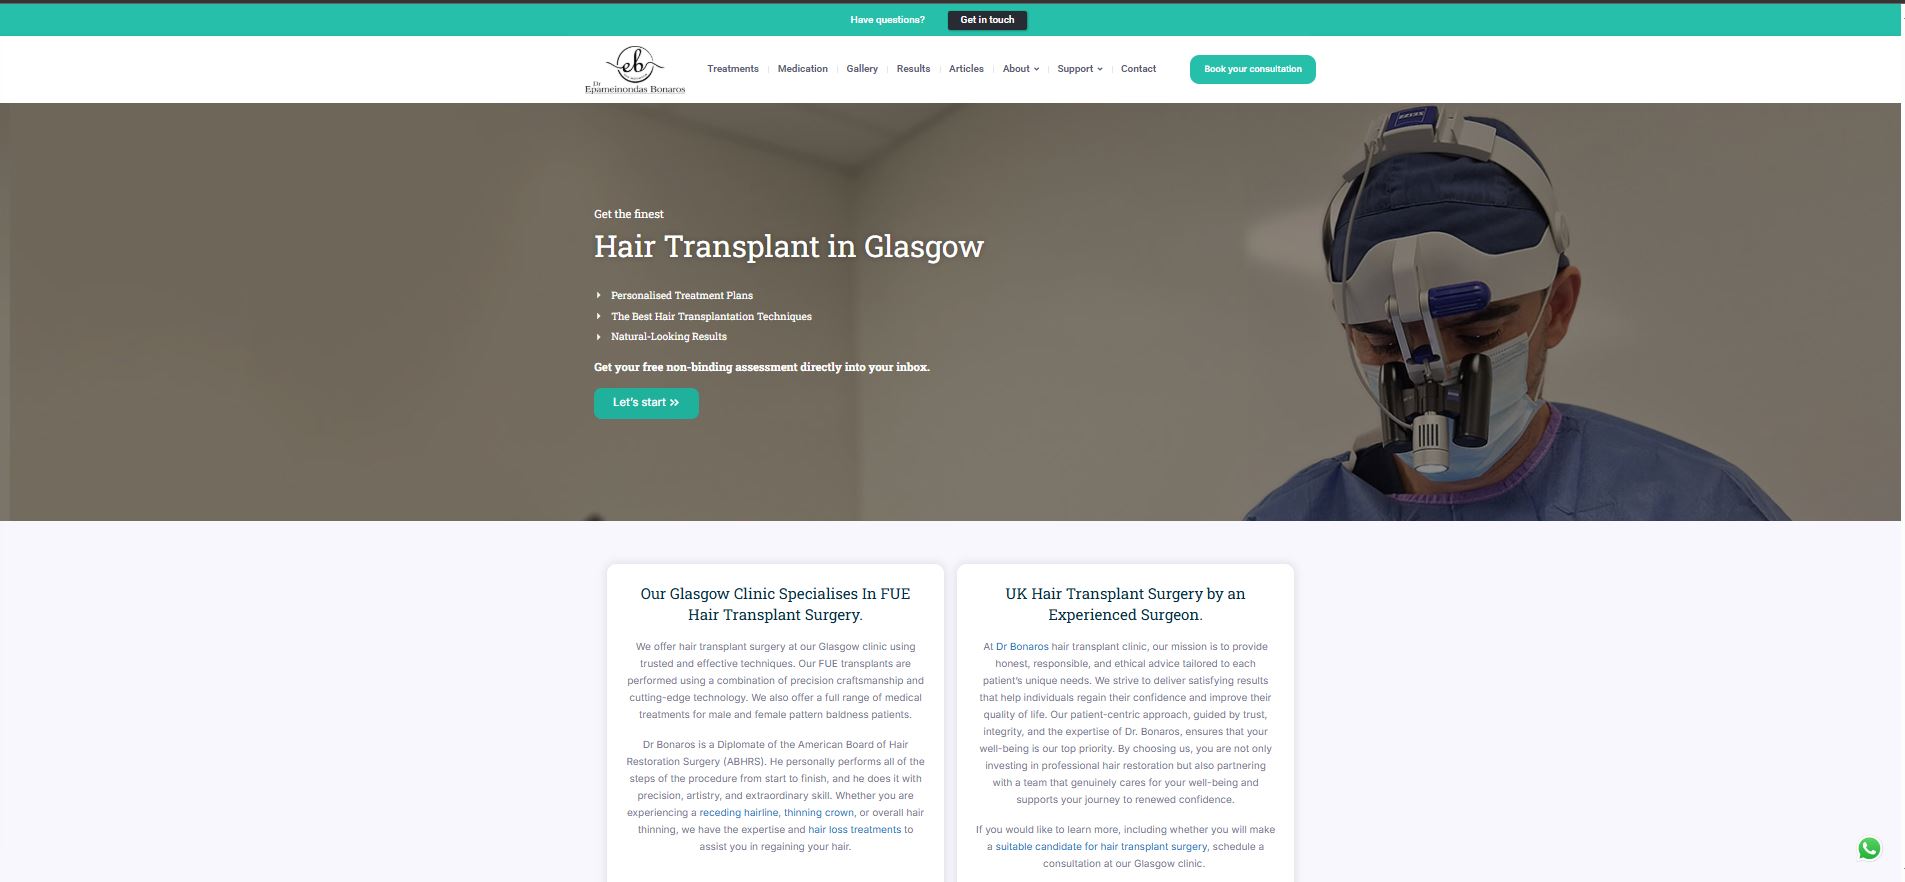 Have questions?
Get in touch
eb
Dr
Epameinondas Bonaros
Treatments
Medication
Gallery
Results
Articles
About
Support
Contact
Book your consultation
ZEISS
Get the finest
Hair Transplant in Glasgow
Personalised Treatment Plans
The Best Hair Transplantation Techniques
Natural-Looking Results
Get your free non-binding assessment directly into your inbox.
Let's start »
Our Glasgow Clinic Specialises In FUE
Hair Transplant Surgery.
We offer hair transplant surgery at our Glasgow clinic using
trusted and effective techniques. Our FUE transplants are
performed using a combination of precision craftsmanship and
cutting-edge technology. We also offer a full range of medical
treatments for male and female pattern baldness patients.
Dr Bonaros is a Diplomate of the American Board of Hair
Restoration Surgery (ABHRS). He personally performs all of the
steps of the procedure from start to finish, and he does it with
precision, artistry, and extraordinary skill. Whether you are
experiencing a receding hairline, thinning crown, or overall hair
thinning, we have the expertise and hair loss treatments to
assist you in regaining your hair.
UK Hair Transplant Surgery by an
Experienced Surgeon.
At Dr Bonaros hair transplant clinic, our mission is to provide
honest, responsible, and ethical advice tailored to each
patient's unique needs. We strive to deliver satisfying results
that help individuals regain their confidence and improve their
quality of life. Our patient-centric approach, guided by trust,
integrity, and the expertise of Dr. Bonaros, ensures that your
well-being is our top priority. By choosing us, you are not only
investing in professional hair restoration but also partnering
with a team that genuinely cares for your well-being and
supports your journey to renewed confidence.
If you would like to learn more, including whether you will make
a suitable candidate for hair transplant surgery, schedule a
consultation at our Glasgow clinic.